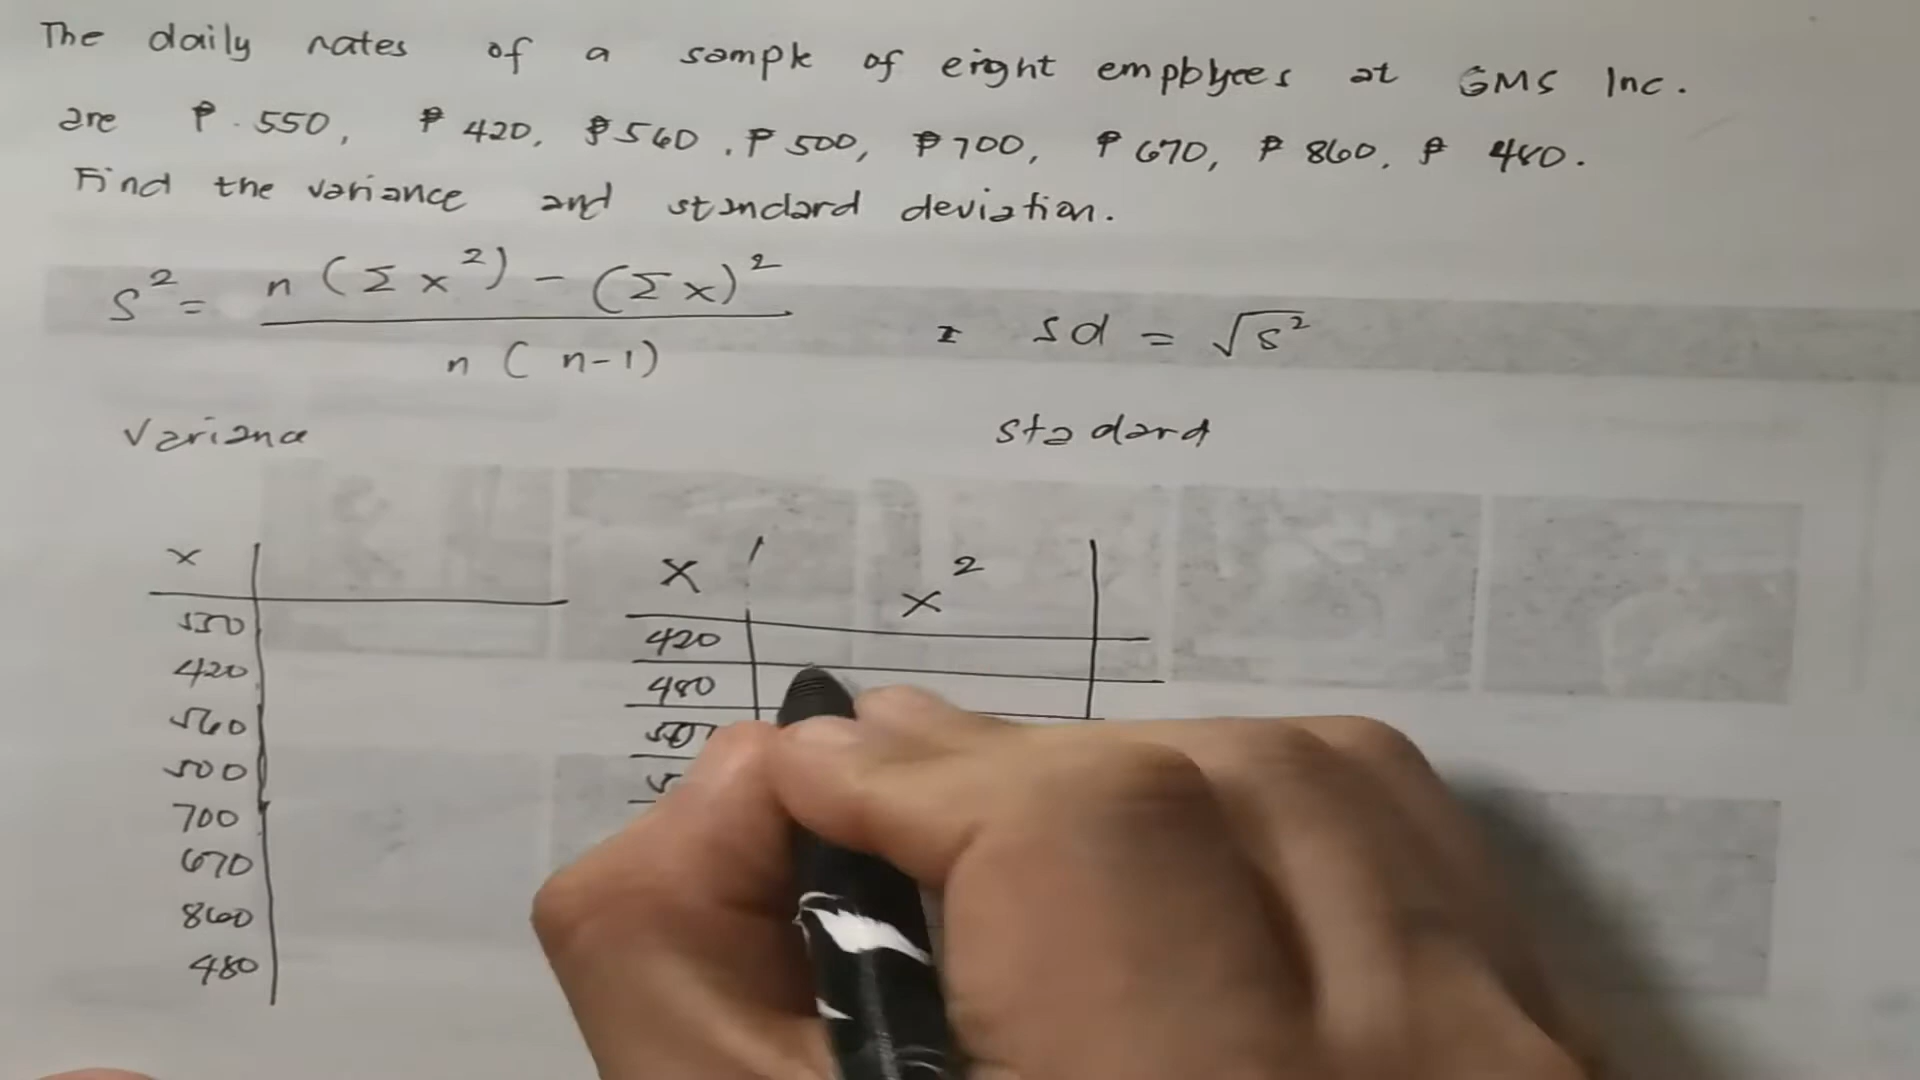 The daily rates of a sample of eight employees at GMS Inc.
are ₱ 550, ₱ 420, ₱ 560, ₱ 500, ₱ 700, ₱ 670, ₱ 860, ₱ 480.
Find the variance and standard deviation.
S² = n (Σx²) - (Σx)² / n (n-1)
sd = √s²
Variance
stadard
x
550
420
560
500
700
670
860
480
X x²
420
480